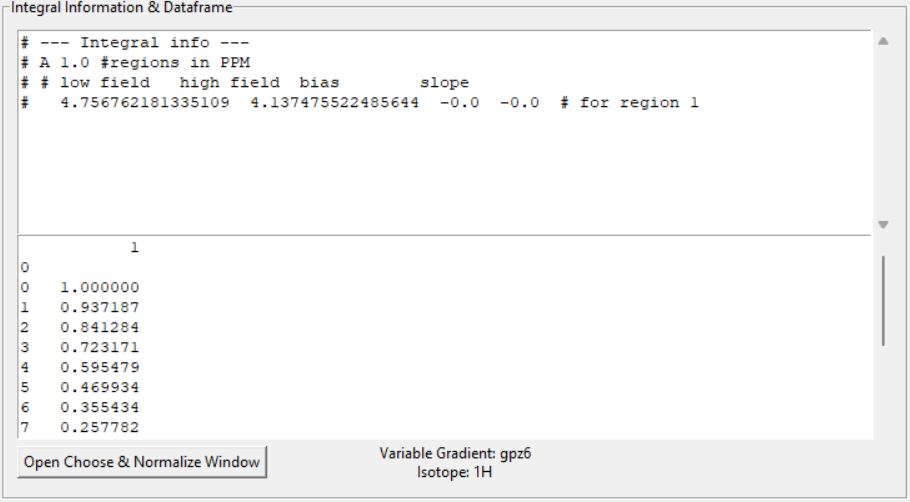 Integral Information & Dataframe
# --- Integral info ---
# A 1.0 #regions in PPM
# # low field   high field  bias        slope
#   4.756762181335109  4.137475522485644  -0.0  -0.0  # for region 1
1
0
0   1.000000
1   0.937187
2   0.841284
3   0.723171
4   0.595479
5   0.469934
6   0.355434
7   0.257782
Open Choose & Normalize Window
Variable Gradient: gpz6
Isotope: 1H